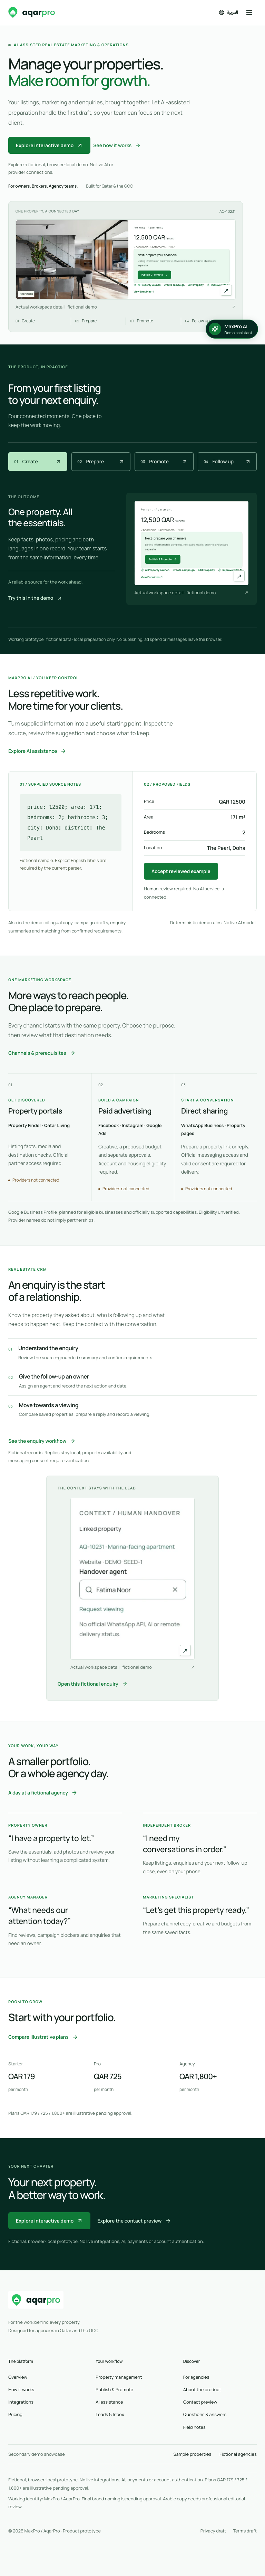 aqarpro
العربية
AI-ASSISTED REAL ESTATE MARKETING & OPERATIONS
Manage your properties.
Make room for growth.
Your listings, marketing and enquiries, brought together. Let AI-assisted
preparation handle the first draft, so your team can focus on the next
client.
Explore interactive demo
See how it works
Explore a fictional, browser-local demo. No live AI or
provider connections.
For owners. Brokers. Agency teams.
Built for Qatar & the GCC
ONE PROPERTY, A CONNECTED DAY
AQ-10231
12,500 QAR
Next: prepare your channels
Actual workspace detail · fictional demo
01 Create
02 Prepare
03 Promote
04 Follow up
MaxPro AI
Demo assistant
THE PRODUCT, IN PRACTICE
From your first listing
to your next enquiry.
Four connected moments. One place to
keep the work moving.
01 Create
02 Prepare
03 Promote
04 Follow up
THE OUTCOME
One property. All
the essentials.
Keep facts, photos, pricing and both
languages in one record. Your team starts
from the same information, every time.
A reliable source for the work ahead.
Try this in the demo
12,500 QAR
Next: prepare your channels
Actual workspace detail · fictional demo
Working prototype · fictional data · local preparation only. No publishing, ad spend or messages leave the browser.
MAXPRO AI / YOU KEEP CONTROL
Less repetitive work.
More time for your clients.
Turn supplied information into a useful starting point. Inspect the
source, review the suggestion and choose what to keep.
Explore AI assistance
01 / SUPPLIED SOURCE NOTES
price: 12500; area: 171;
bedrooms: 2; bathrooms: 3;
city: Doha; district: The
Pearl
Fictional sample. Explicit English labels are
required by the current parser.
02 / PROPOSED FIELDS
Price QAR 12500
Area 171 m²
Bedrooms 2
Location The Pearl, Doha
Accept reviewed example
Human review required. No AI service is
connected.
Also in the demo: bilingual copy, campaign drafts, enquiry
summaries and matching from confirmed requirements.
Deterministic demo rules. No live AI model.
ONE MARKETING WORKSPACE
More ways to reach people.
One place to prepare.
Every channel starts with the same property. Choose the purpose,
then review what that destination needs.
Channels & prerequisites
01
GET DISCOVERED
Property portals
Property Finder · Qatar Living
Listing facts, media and
destination checks. Official
partner access required.
Providers not connected
02
BUILD A CAMPAIGN
Paid advertising
Facebook · Instagram · Google
Ads
Creative, a proposed budget
and separate approvals.
Account and housing eligibility
required.
Providers not connected
03
START A CONVERSATION
Direct sharing
WhatsApp Business · Property
pages
Prepare a property link or reply.
Official messaging access and
valid consent are required for
delivery.
Providers not connected
Google Business Profile: planned for eligible businesses and officially supported capabilities. Eligibility unverified.
Provider names do not imply partnerships.
REAL ESTATE CRM
An enquiry is the start
of a relationship.
Know the property they asked about, who is following up and what
needs to happen next. Keep the context with the conversation.
01 Understand the enquiry
Review the source-grounded summary and confirm requirements.
02 Give the follow-up an owner
Assign an agent and record the next action and date.
03 Move towards a viewing
Compare saved properties, prepare a reply and record a viewing.
See the enquiry workflow
Fictional records. Replies stay local; property availability and
messaging consent require verification.
THE CONTEXT STAYS WITH THE LEAD
CONTEXT / HUMAN HANDOVER
Linked property
AQ-10231 · Marina-facing apartment
Website · DEMO-SEED-1
Handover agent
Fatima Noor
Request viewing
No official WhatsApp API, AI or remote
delivery status.
Actual workspace detail · fictional demo
Open this fictional enquiry
YOUR WORK, YOUR WAY
A smaller portfolio.
Or a whole agency day.
A day at a fictional agency
PROPERTY OWNER
“I have a property to let.”
Save the essentials, add photos and review your
listing without learning a complicated system.
INDEPENDENT BROKER
“I need my
conversations in order.”
Keep listings, enquiries and your next follow-up
close, even on your phone.
AGENCY MANAGER
“What needs our
attention today?”
Find reviews, campaign blockers and enquiries that
need an owner.
MARKETING SPECIALIST
“Let’s get this property ready.”
Prepare channel copy, creative and budgets from
the same saved facts.
ROOM TO GROW
Start with your portfolio.
Compare illustrative plans
Starter
QAR 179
per month
Pro
QAR 725
per month
Agency
QAR 1,800+
per month
Plans QAR 179 / 725 / 1,800+ are illustrative pending approval.
YOUR NEXT CHAPTER
Your next property.
A better way to work.
Explore interactive demo
Explore the contact preview
Fictional, browser-local prototype. No live integrations, AI, payments or account authentication.
aqarpro
For the work behind every property.
Designed for agencies in Qatar and the GCC.
The platform
Overview
How it works
Integrations
Pricing
Your workflow
Property management
Publish & Promote
AI assistance
Leads & Inbox
Discover
For agencies
About the product
Contact preview
Questions & answers
Field notes
Secondary demo showcase
Sample properties
Fictional agencies
Fictional, browser-local prototype. No live integrations, AI, payments or account authentication. Plans QAR 179 / 725 /
1,800+ are illustrative pending approval.
Working identity: MaxPro / AqarPro. Final brand naming is pending approval. Arabic copy needs professional editorial
review.
© 2026 MaxPro / AqarPro · Product prototype
Privacy draft
Terms draft